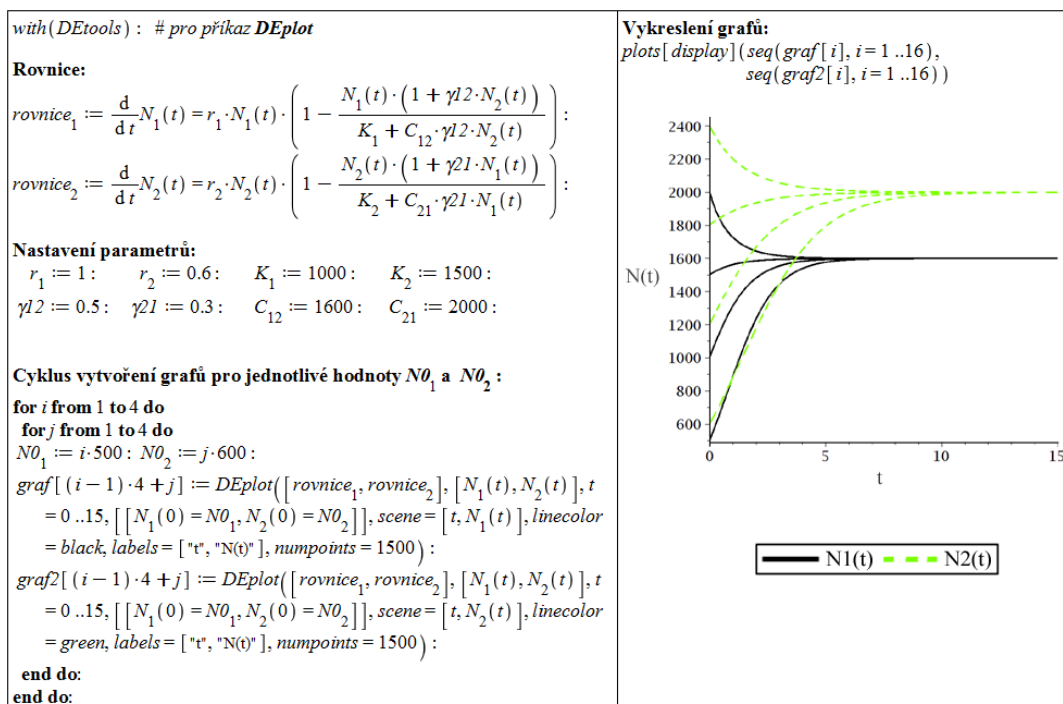 with(DEtools) : # pro příkaz DEplot
Rovnice:
rovnice₁ := d/dt N₁(t) = r₁·N₁(t)·(1 − N₁(t)·(1 + γ12·N₂(t)) / (K₁ + C₁₂·γ12·N₂(t))) :
rovnice₂ := d/dt N₂(t) = r₂·N₂(t)·(1 − N₂(t)·(1 + γ21·N₁(t)) / (K₂ + C₂₁·γ21·N₁(t))) :
Nastavení parametrů:
r₁ := 1 : r₂ := 0.6 : K₁ := 1000 : K₂ := 1500 :
γ12 := 0.5 : γ21 := 0.3 : C₁₂ := 1600 : C₂₁ := 2000 :
Cyklus vytvoření grafů pro jednotlivé hodnoty N0₁ a N0₂ :
for i from 1 to 4 do
for j from 1 to 4 do
N0₁ := i·500 : N0₂ := j·600 :
graf[(i − 1)·4 + j] := DEplot([rovnice₁, rovnice₂], [N₁(t), N₂(t)], t
= 0 ..15, [[N₁(0) = N0₁, N₂(0) = N0₂]], scene = [t, N₁(t)], linecolor
= black, labels = ["t", "N(t)"], numpoints = 1500) :
graf2[(i − 1)·4 + j] := DEplot([rovnice₁, rovnice₂], [N₁(t), N₂(t)], t
= 0 ..15, [[N₁(0) = N0₁, N₂(0) = N0₂]], scene = [t, N₂(t)], linecolor
= green, labels = ["t", "N(t)"], numpoints = 1500) :
end do:
end do:
Vykreslení grafů:
plots[display](seq(graf[i], i = 1 ..16),
seq(graf2[i], i = 1 ..16))
2400
2200
2000
1800
1600
N(t)
1400
1200
1000
800
600
0 5 10 15
t
N1(t) N2(t)